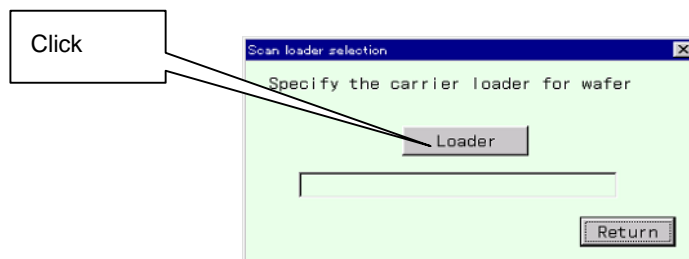 Click
Scan loader selection
Specify the carrier loader for wafer
Loader
Return